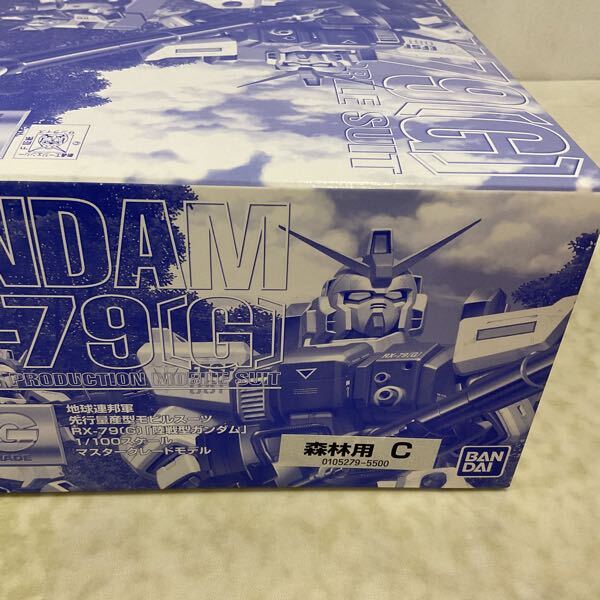 -79[G]
BLE SUIT
NDAM
-79[G]
PRODUCTION MOBILE SUIT
RX-79[G]
地球連邦軍
先行量産型モビルスーツ
RX-79[G]「陸戦型ガンダム」
1/100スケール
マスターグレードモデル
森林用 C
0105279-5500
BAN
DAI